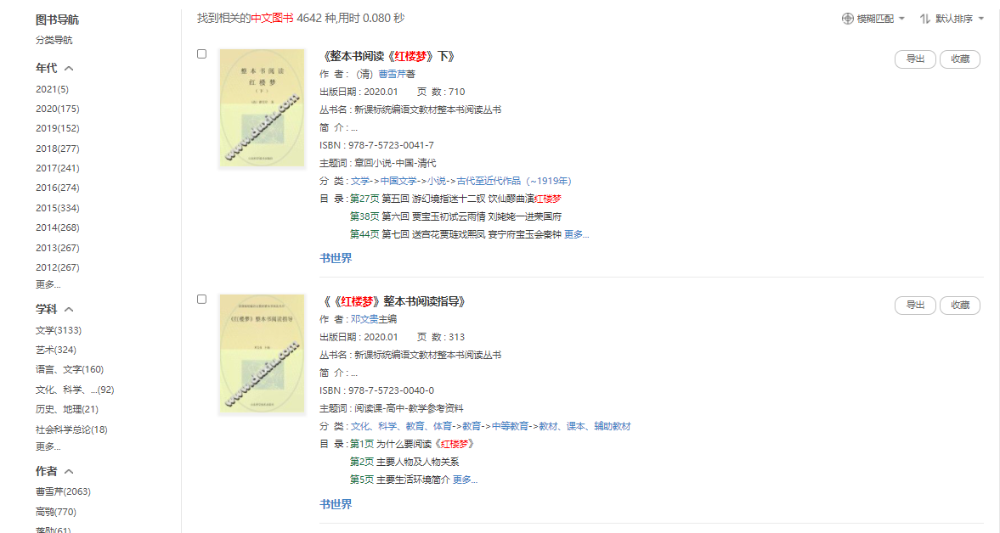 图书导航
分类导航
年代
2021(5)
2020(175)
2019(152)
2018(277)
2017(241)
2016(274)
2015(334)
2014(268)
2013(267)
2012(267)
更多...
学科
文学(3133)
艺术(324)
语言、文字(160)
文化、科学、...(92)
历史、地理(21)
社会科学总论(18)
更多...
作者
曹雪芹(2063)
高鹗(770)
蒋勋(61)
找到相关的中文图书 4642 种,用时 0.080 秒
模糊匹配 默认排序
整本书阅读
红楼梦
（下）
www.duxiu.com
《整本书阅读《红楼梦》下》
导出 收藏
作 者 : （清）曹雪芹著
出版日期 : 2020.01 页 数 : 710
丛书名 : 新课标统编语文教材整本书阅读丛书
简 介 : ...
ISBN : 978-7-5723-0041-7
主题词 : 章回小说-中国-清代
分 类 : 文学->中国文学->小说->古代至近代作品（~1919年）
目 录 : 第27页 第五回 游幻境指迷十二钗 饮仙醪曲演红楼梦
第38页 第六回 贾宝玉初试云雨情 刘姥姥一进荣国府
第44页 第七回 送宫花贾琏戏熙凤 宴宁府宝玉会秦钟 更多...
书世界
《红楼梦》整本书阅读指导
www.duxiu.com
《《红楼梦》整本书阅读指导》
导出 收藏
作 者 : 邓文贵主编
出版日期 : 2020.01 页 数 : 313
丛书名 : 新课标统编语文教材整本书阅读丛书
简 介 : ...
ISBN : 978-7-5723-0040-0
主题词 : 阅读课-高中-教学参考资料
分 类 : 文化、科学、教育、体育->教育->中等教育->教材、课本、辅助教材
目 录 : 第1页 为什么要阅读《红楼梦》
第2页 主要人物及人物关系
第5页 主要生活环境简介 更多...
书世界